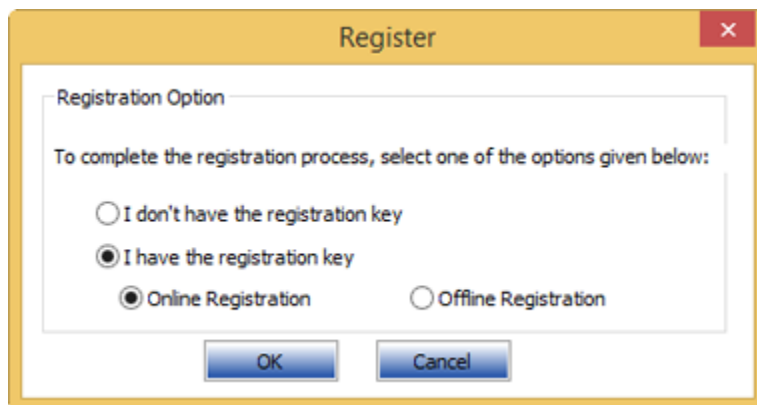 Register
Registration Option
To complete the registration process, select one of the options given below:
I don't have the registration key
I have the registration key
Online Registration Offline Registration
OK Cancel